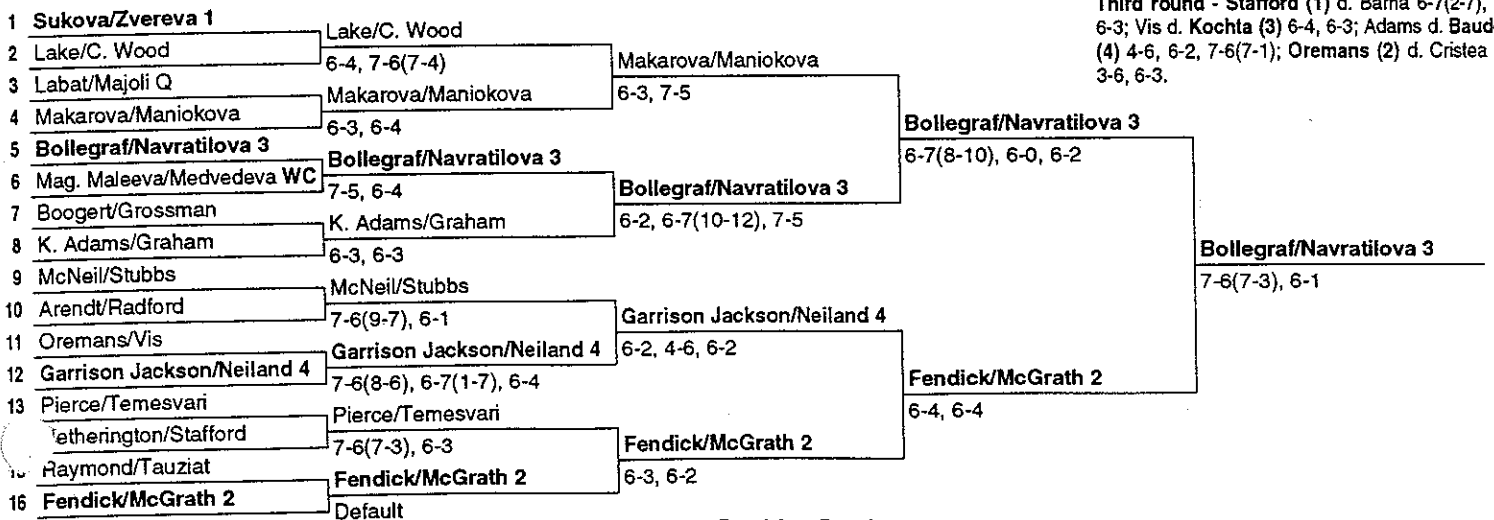 1 Sukova/Zvereva 1
2 Lake/C. Wood
3 Labat/Majoli Q
4 Makarova/Maniokova
5 Bollegraf/Navratilova 3
6 Mag. Maleeva/Medvedeva WC
7 Boogert/Grossman
8 K. Adams/Graham
9 McNeil/Stubbs
10 Arendt/Radford
11 Oremans/Vis
12 Garrison Jackson/Neiland 4
13 Pierce/Temesvari
etherington/Stafford
Raymond/Tauziat
16 Fendick/McGrath 2
Lake/C. Wood
6-4, 7-6(7-4)
Makarova/Maniokova
6-3, 6-4
Bollegraf/Navratilova 3
7-5, 6-4
K. Adams/Graham
6-3, 6-3
McNeil/Stubbs
7-6(9-7), 6-1
Garrison Jackson/Neiland 4
7-6(8-6), 6-7(1-7), 6-4
Pierce/Temesvari
7-6(7-3), 6-3
Fendick/McGrath 2
Default
Makarova/Maniokova
6-3, 7-5
Bollegraf/Navratilova 3
6-2, 6-7(10-12), 7-5
Garrison Jackson/Neiland 4
6-2, 4-6, 6-2
Fendick/McGrath 2
6-3, 6-2
Bollegraf/Navratilova 3
6-7(8-10), 6-0, 6-2
Fendick/McGrath 2
6-4, 6-4
Bollegraf/Navratilova 3
7-6(7-3), 6-1
Third round - Stafford (1) d. Barna 6-7(2-7),
6-3; Vis d. Kochta (3) 6-4, 6-3; Adams d. Baud
(4) 4-6, 6-2, 7-6(7-1); Oremans (2) d. Cristea
3-6, 6-3.